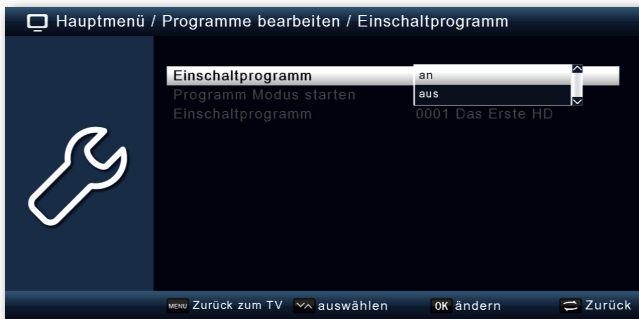 Hauptmenü / Programme bearbeiten / Einschaltprogramm
Einschaltprogramm an
aus
Programm Modus starten
Einschaltprogramm 0001 Das Erste HD
MENU Zurück zum TV auswählen OK ändern Zurück